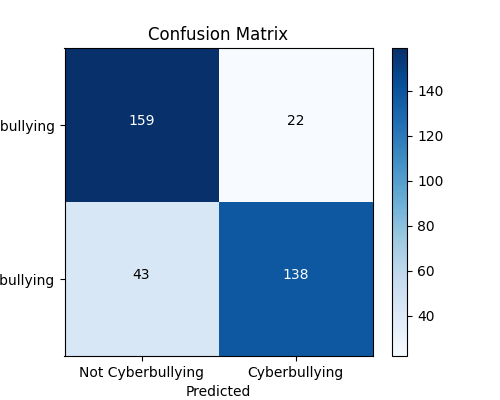 Confusion Matrix
bullying
159
22
140
120
100
80
60
40
bullying
43
138
Not Cyberbullying
Cyberbullying
Predicted